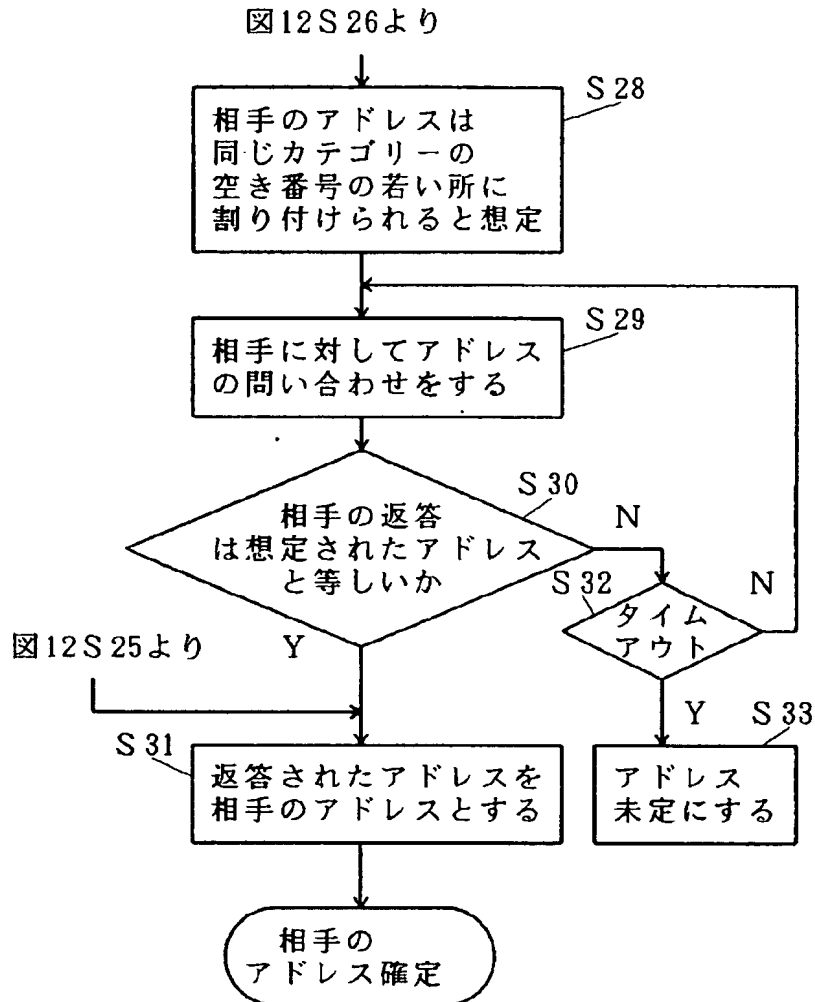 図12S26より
S28
相手のアドレスは
同じカテゴリーの
空き番号の若い所に
割り付けられると想定
S29
相手に対してアドレス
の問い合わせをする
S30
相手の返答
は想定されたアドレス
と等しいか
N
S32
タイム
アウト
N
図12S25より
Y
Y
S31
返答されたアドレスを
相手のアドレスとする
S33
アドレス
未定にする
相手の
アドレス確定